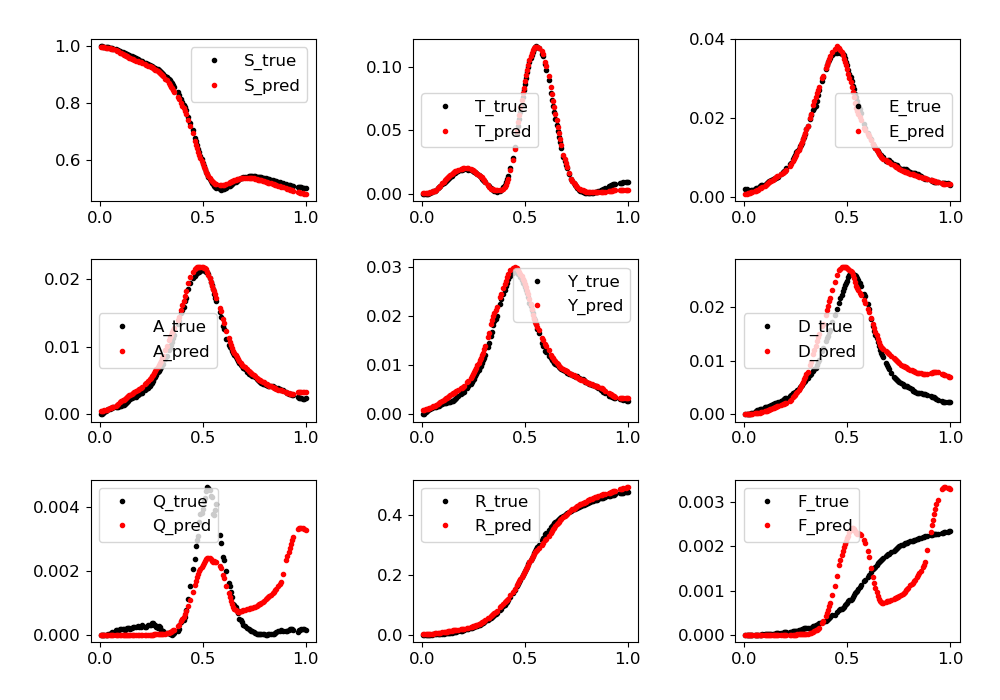 1.0
0.8
0.6
0.0 0.5 1.0
S_true
S_pred
0.10
0.05
0.00
0.0 0.5 1.0
T_true
T_pred
0.04
0.02
0.00
0.0 0.5 1.0
E_true
E_pred
0.02
0.01
0.00
0.0 0.5 1.0
A_true
A_pred
0.03
0.02
0.01
0.00
0.0 0.5 1.0
Y_true
Y_pred
0.02
0.01
0.00
0.0 0.5 1.0
D_true
D_pred
0.004
0.002
0.000
0.0 0.5 1.0
Q_true
Q_pred
0.4
0.2
0.0
0.0 0.5 1.0
R_true
R_pred
0.003
0.002
0.001
0.000
0.0 0.5 1.0
F_true
F_pred